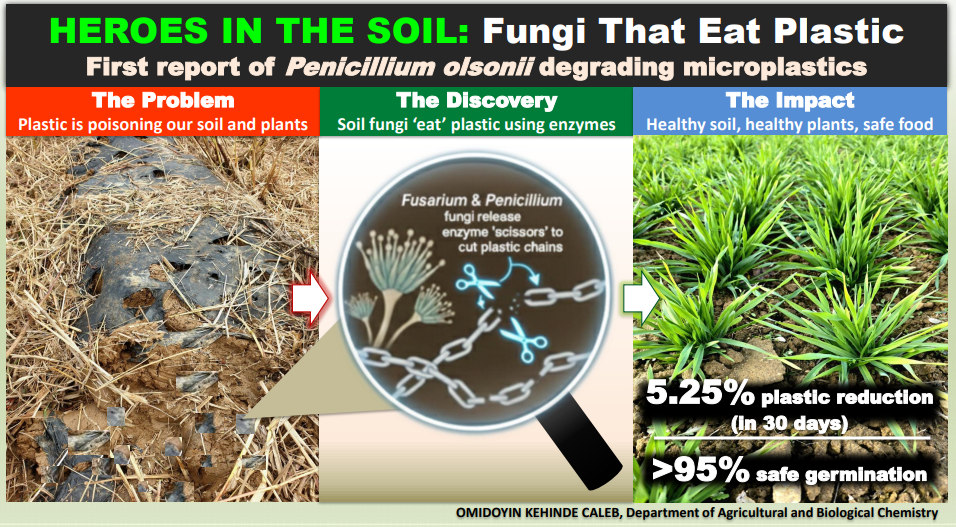 HEROES IN THE SOIL: Fungi That Eat Plastic
First report of Penicillium olsonii degrading microplastics
The Problem
Plastic is poisoning our soil and plants
The Discovery
Soil fungi ‘eat’ plastic using enzymes
The Impact
Healthy soil, healthy plants, safe food
Fusarium & Penicillium
fungi release
enzyme 'scissors' to
cut plastic chains
5.25% plastic reduction
(in 30 days)
>95% safe germination
OMIDOYIN KEHINDE CALEB, Department of Agricultural and Biological Chemistry